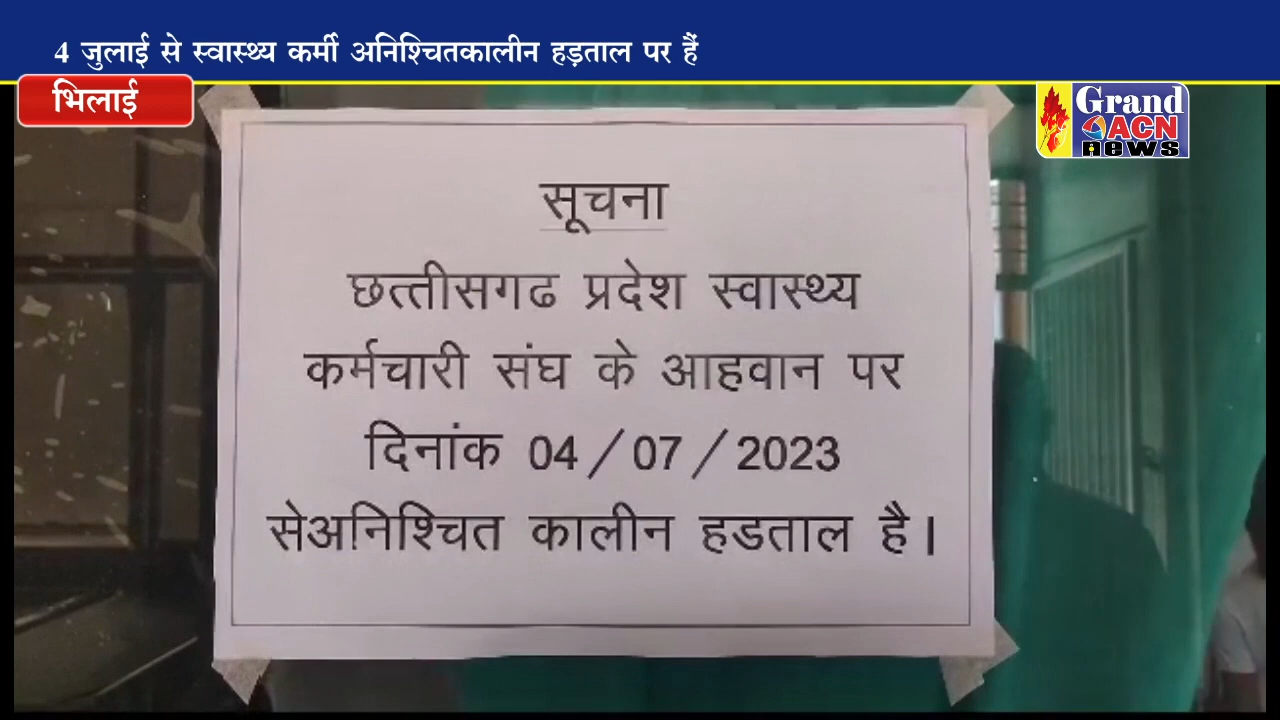 4 जुलाई से स्वास्थ्य कर्मी अनिश्चितकालीन हड़ताल पर हैं
भिलाई
Grand
ACN
news
सूचना
छत्तीसगढ प्रदेश स्वास्थ्य
कर्मचारी संघ के आहवान पर
दिनांक 04/07/2023
सेअनिश्चित कालीन हडताल है।